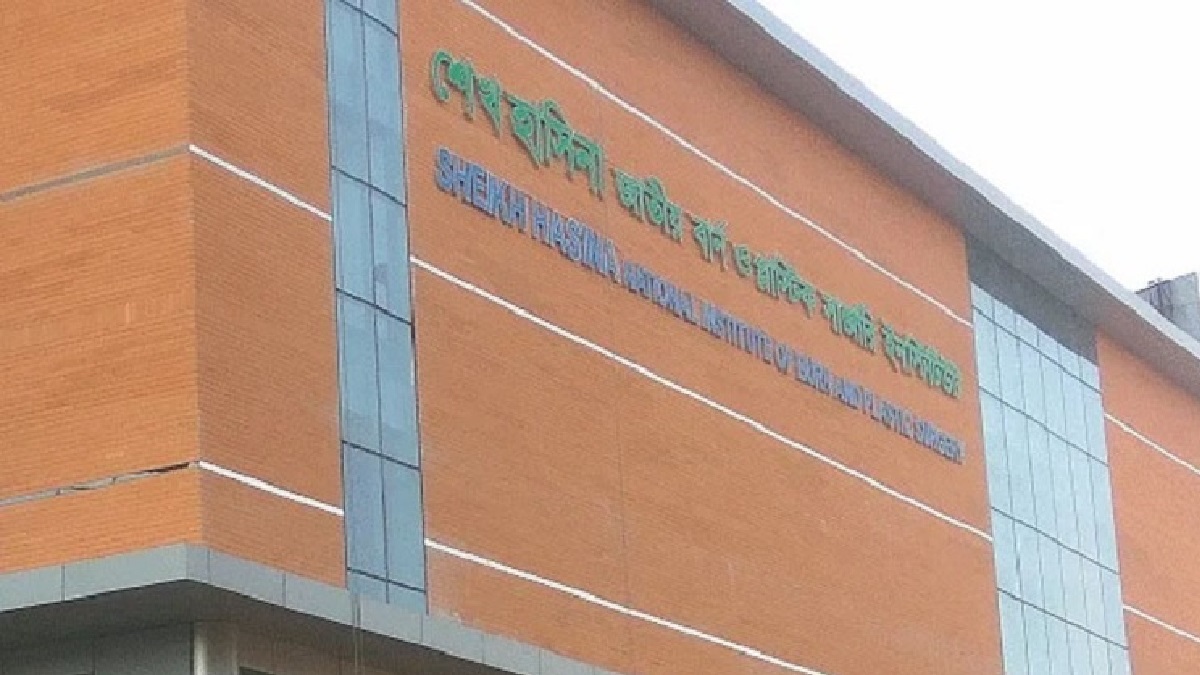 শেখ হাসিনা জাতীয় বার্ন ও প্লাস্টিক সার্জারি ইনস্টিটিউট
SHEIKH HASINA NATIONAL INSTITUTE OF BURN AND PLASTIC SURGERY